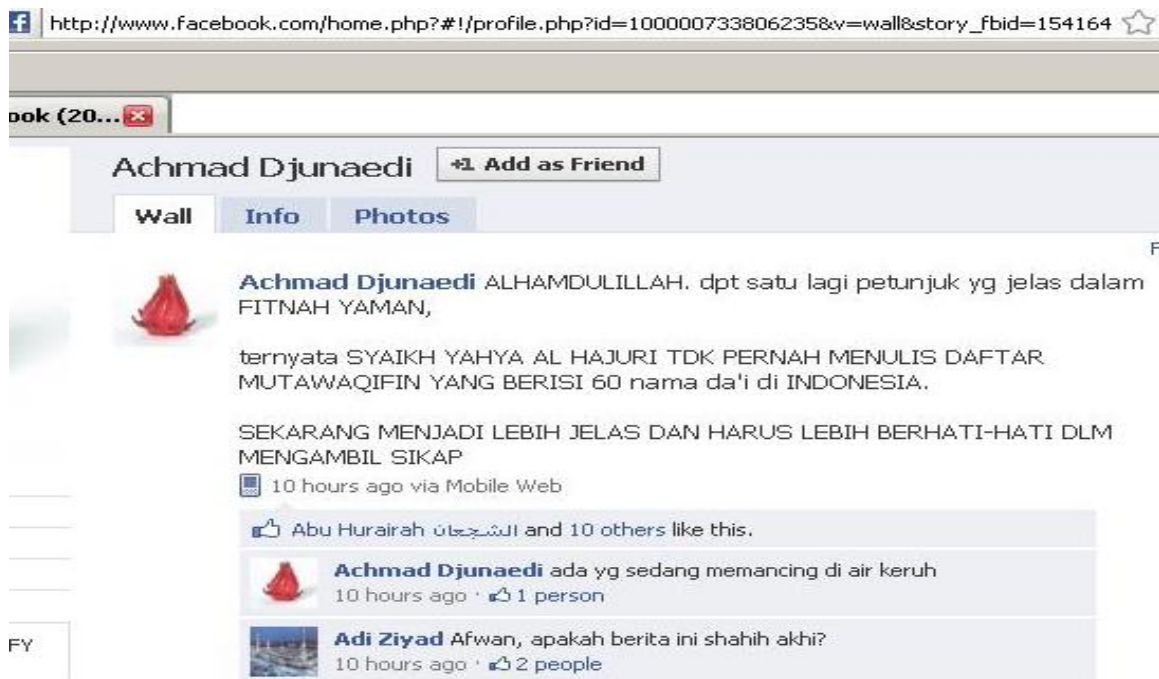 http://www.facebook.com/home.php?#!/profile.php?id=100000733806235&v=wall&story_fbid=154164
ook (20...
Achmad Djunaedi +1 Add as Friend
Wall Info Photos
Achmad Djunaedi ALHAMDULILLAH. dpt satu lagi petunjuk yg jelas dalam
FITNAH YAMAN,
ternyata SYAIKH YAHYA AL HAJURI TDK PERNAH MENULIS DAFTAR
MUTAWAQIFIN YANG BERISI 60 nama da'i di INDONESIA.
SEKARANG MENJADI LEBIH JELAS DAN HARUS LEBIH BERHATI-HATI DLM
MENGAMBIL SIKAP
10 hours ago via Mobile Web
Abu Hurairah الشجعان and 10 others like this.
Achmad Djunaedi ada yg sedang memancing di air keruh
10 hours ago · 1 person
Adi Ziyad Afwan, apakah berita ini shahih akhi?
10 hours ago · 2 people
FY